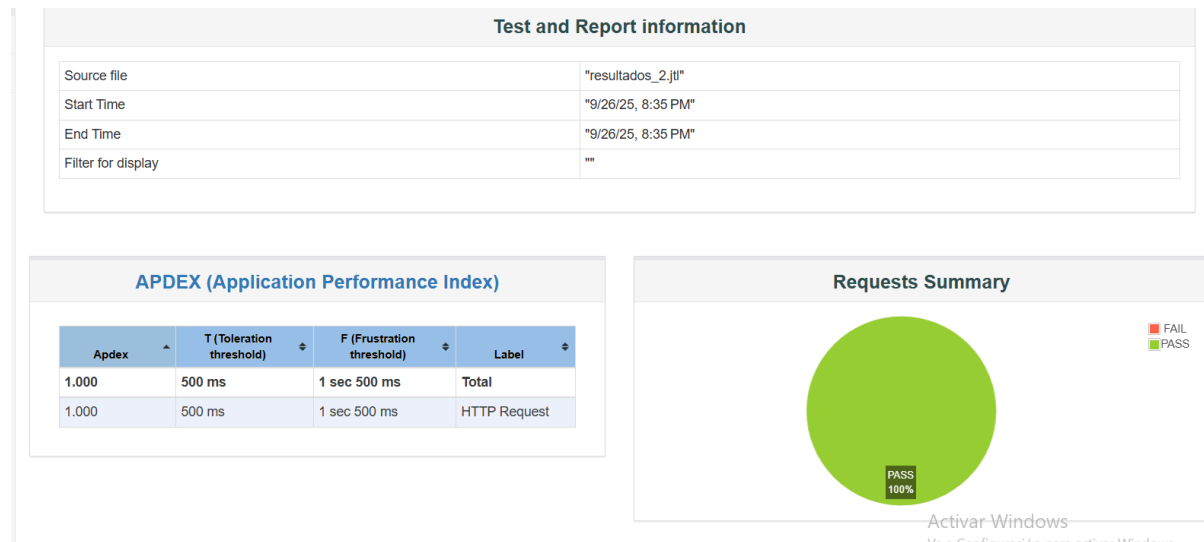 Test and Report information
Source file "resultados_2.jtl"
Start Time "9/26/25, 8:35 PM"
End Time "9/26/25, 8:35 PM"
Filter for display ""
APDEX (Application Performance Index)
Apdex T (Toleration threshold) F (Frustration threshold) Label
1.000 500 ms 1 sec 500 ms Total
1.000 500 ms 1 sec 500 ms HTTP Request
Requests Summary
FAIL
PASS
PASS
100%
Activar Windows